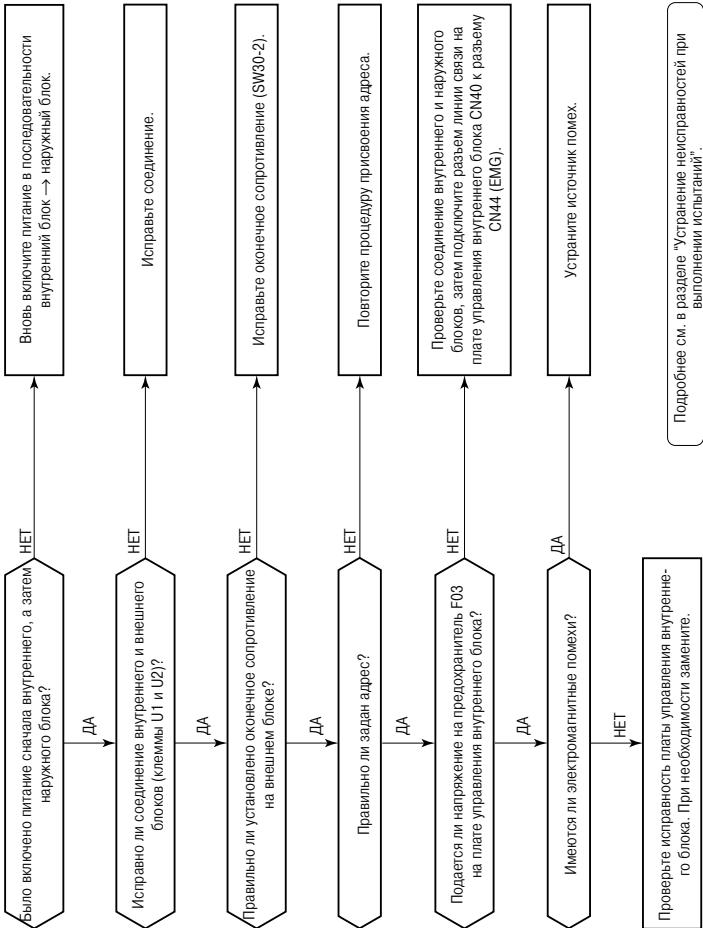 Было включено питание сначала внутреннего, а затем
наружного блока?
НЕТ
Вновь включите питание в последовательности
внутренний блок → наружный блок.
ДА
Исправно ли соединение внутреннего и внешнего
блоков (клеммы U1 и U2)?
НЕТ
Исправьте соединение.
ДА
Правильно ли установлено оконечное сопротивление
на внешнем блоке?
НЕТ
Исправьте оконечное сопротивление (SW30-2).
ДА
Правильно ли задан адрес?
НЕТ
Повторите процедуру присвоения адреса.
ДА
Подается ли напряжение на предохранитель F03
на плате управления внутреннего блока?
НЕТ
Проверьте соединение внутреннего и наружного
блоков, затем подключите разъем линии связи на
плате управления внутреннего блока CN40 к разъему
CN44 (EMG).
ДА
Имеются ли электромагнитные помехи?
ДА
Устраните источник помех.
НЕТ
Проверьте исправность платы управления внутренне-
го блока. При необходимости замените.
Подробнее см. в разделе "Устранение неисправностей при
выполнении испытаний".